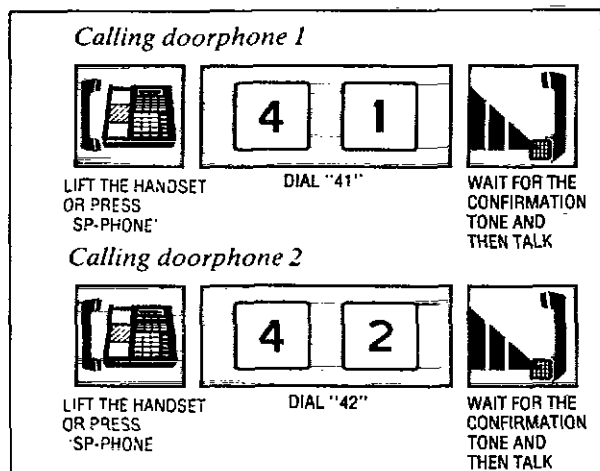 Calling doorphone 1
4 1
LIFT THE HANDSET
OR PRESS
'SP-PHONE'
DIAL "41"
WAIT FOR THE
CONFIRMATION
TONE AND
THEN TALK
Calling doorphone 2
4 2
LIFT THE HANDSET
OR PRESS
'SP-PHONE
DIAL "42"
WAIT FOR THE
CONFIRMATION
TONE AND
THEN TALK